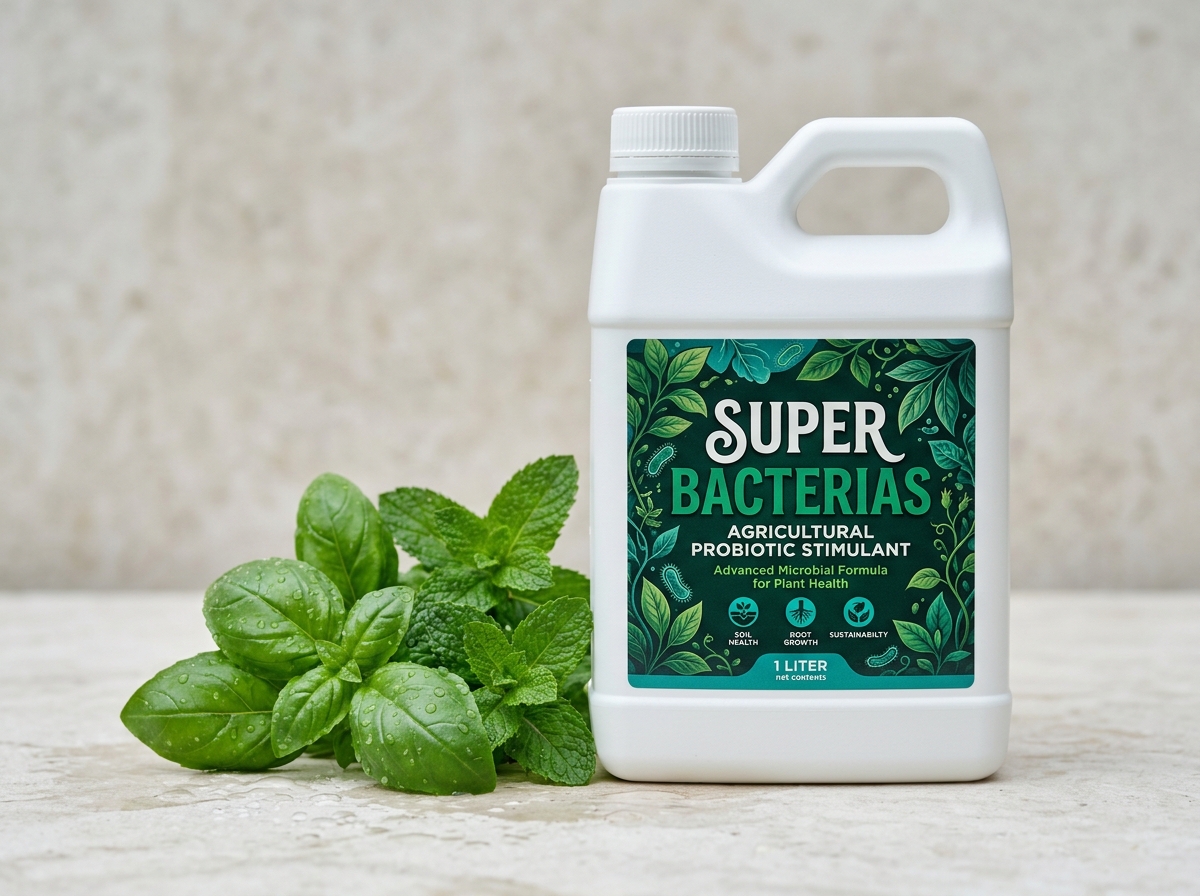 SUPER
BACTERIAS
AGRICULTURAL
PROBIOTIC STIMULANT
Advanced Microbial Formula
for Plant Health
SOIL
NEALTH
ROOT
GROWTH
SUSTAINABILTY
1 LITER
net contents